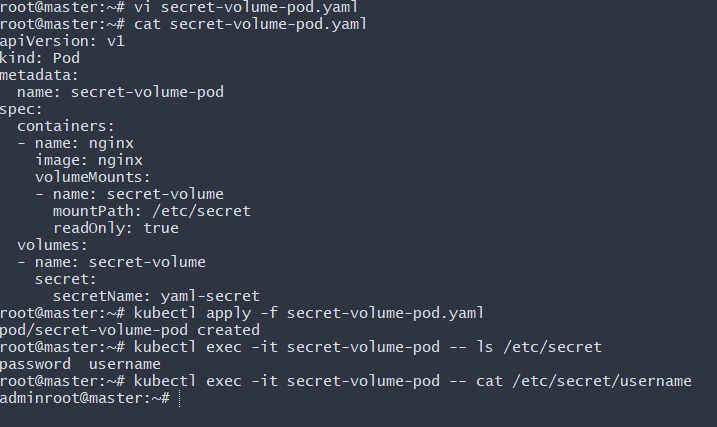 root@master:~# vi secret-volume-pod.yaml
root@master:~# cat secret-volume-pod.yaml
apiVersion: v1
kind: Pod
metadata:
  name: secret-volume-pod
spec:
  containers:
  - name: nginx
    image: nginx
    volumeMounts:
    - name: secret-volume
      mountPath: /etc/secret
      readOnly: true
  volumes:
  - name: secret-volume
    secret:
      secretName: yaml-secret
root@master:~# kubectl apply -f secret-volume-pod.yaml
pod/secret-volume-pod created
root@master:~# kubectl exec -it secret-volume-pod -- ls /etc/secret
password  username
root@master:~# kubectl exec -it secret-volume-pod -- cat /etc/secret/username
adminroot@master:~#